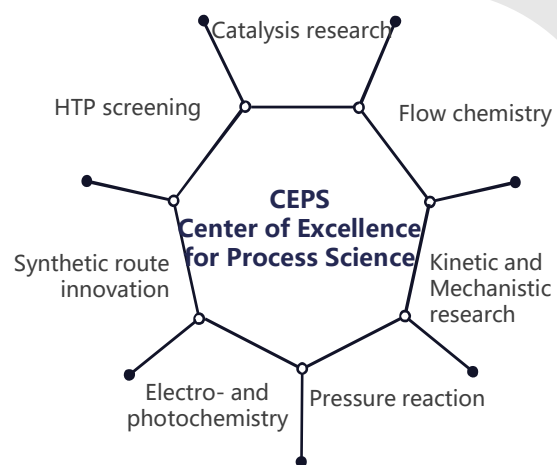 Catalysis research
HTP screening
Flow chemistry
CEPS
Center of Excellence
for Process Science
Synthetic route
innovation
Kinetic and
Mechanistic
research
Electro- and
photochemistry
Pressure reaction